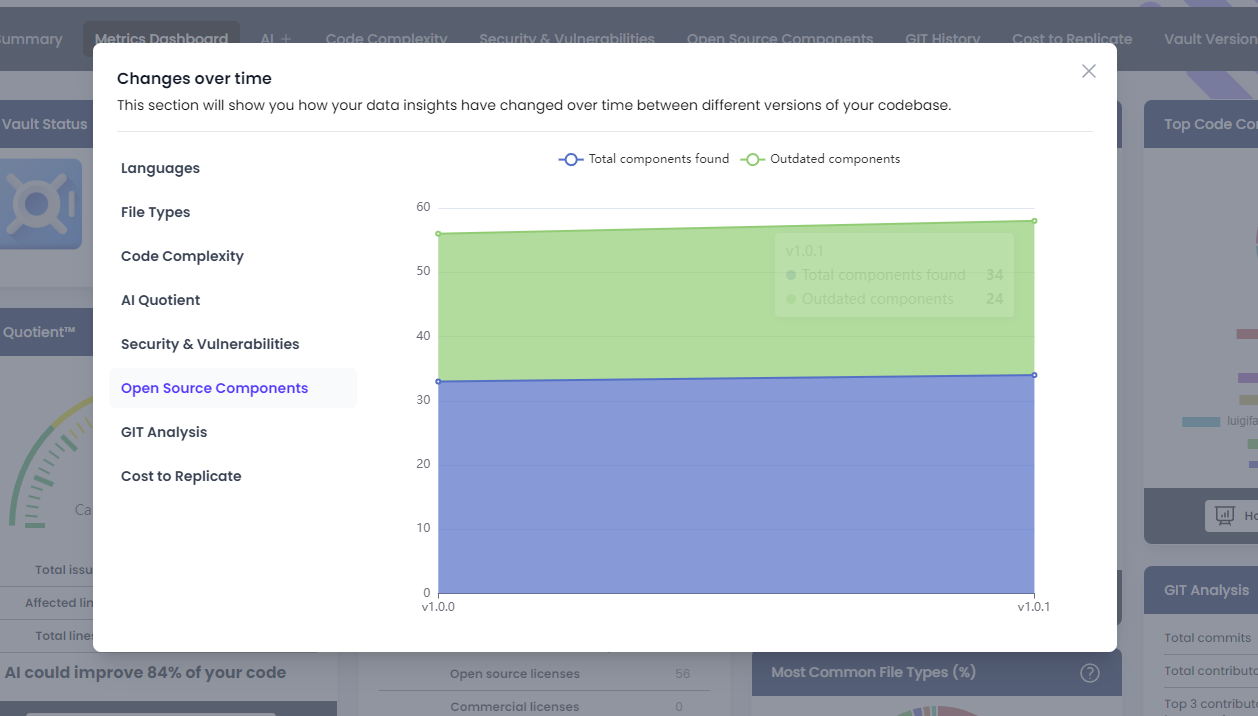 ummary
Metrics Dashboard
AI +
Code Complexity
Security & Vulnerabilities
Open Source Components
GIT History
Cost to Replicate
Vault Version
Changes over time
This section will show you how your data insights have changed over time between different versions of your codebase.
Vault Status
Top Code Con
Languages
File Types
Code Complexity
AI Quotient
Security & Vulnerabilities
Open Source Components
GIT Analysis
Cost to Replicate
Total components found
Outdated components
60
50
40
30
20
10
0
v1.0.0
v1.0.1
v1.0.1
Total components found 34
Outdated components 24
Quotient™
Ca
Total issu
Affected lin
Total lines
AI could improve 84% of your code
Open source licenses 56
Commercial licenses 0
Most Common File Types (%)
?
luigifa
Ho
GIT Analysis
Total commits
Total contributo
Top 3 contribut